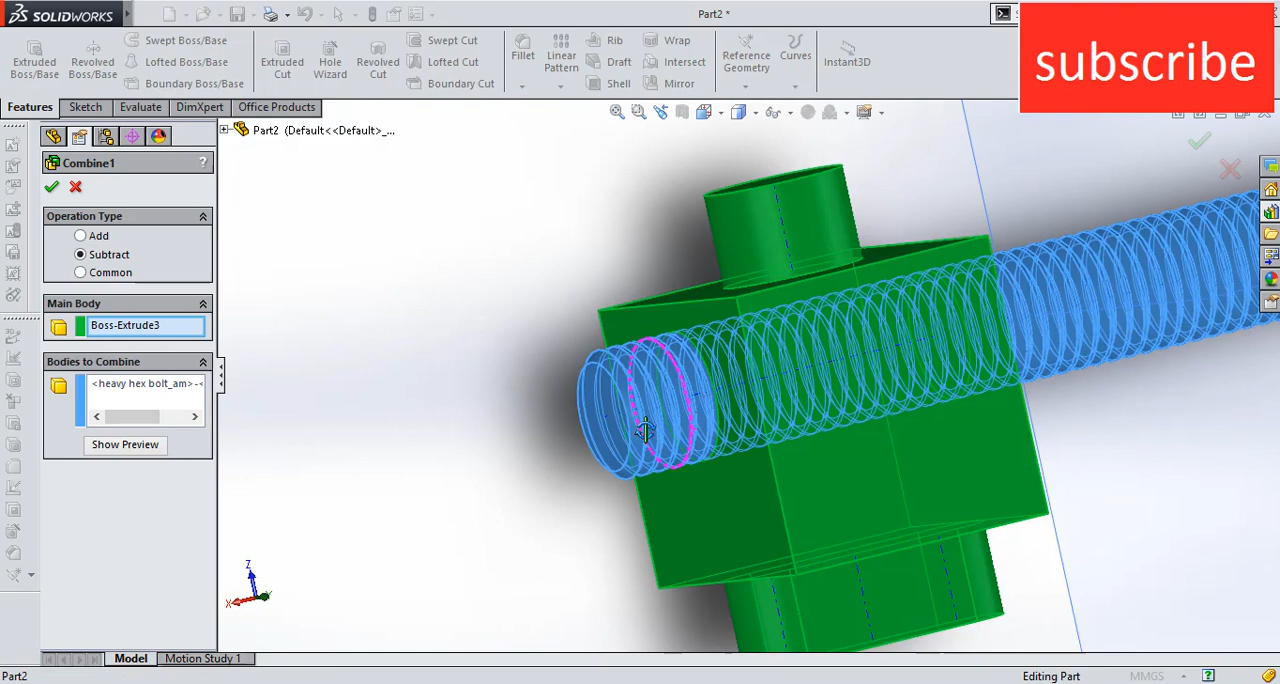 SOLIDWORKS
Part2 *
subscribe
Extruded Boss/Base
Revolved Boss/Base
Swept Boss/Base
Lofted Boss/Base
Boundary Boss/Base
Extruded Cut
Hole Wizard
Revolved Cut
Swept Cut
Lofted Cut
Boundary Cut
Fillet
Linear Pattern
Rib
Draft
Shell
Wrap
Intersect
Mirror
Reference Geometry
Curves
Instant3D
Features
Sketch
Evaluate
DimXpert
Office Products
Part2 (Default<<Default>_...
Combine1
?
Operation Type
Add
Subtract
Common
Main Body
Boss-Extrude3
Bodies to Combine
<heavy hex bolt_am>-<
Show Preview
Z
X
Model
Motion Study 1
Part2
Editing Part
MMGS
?